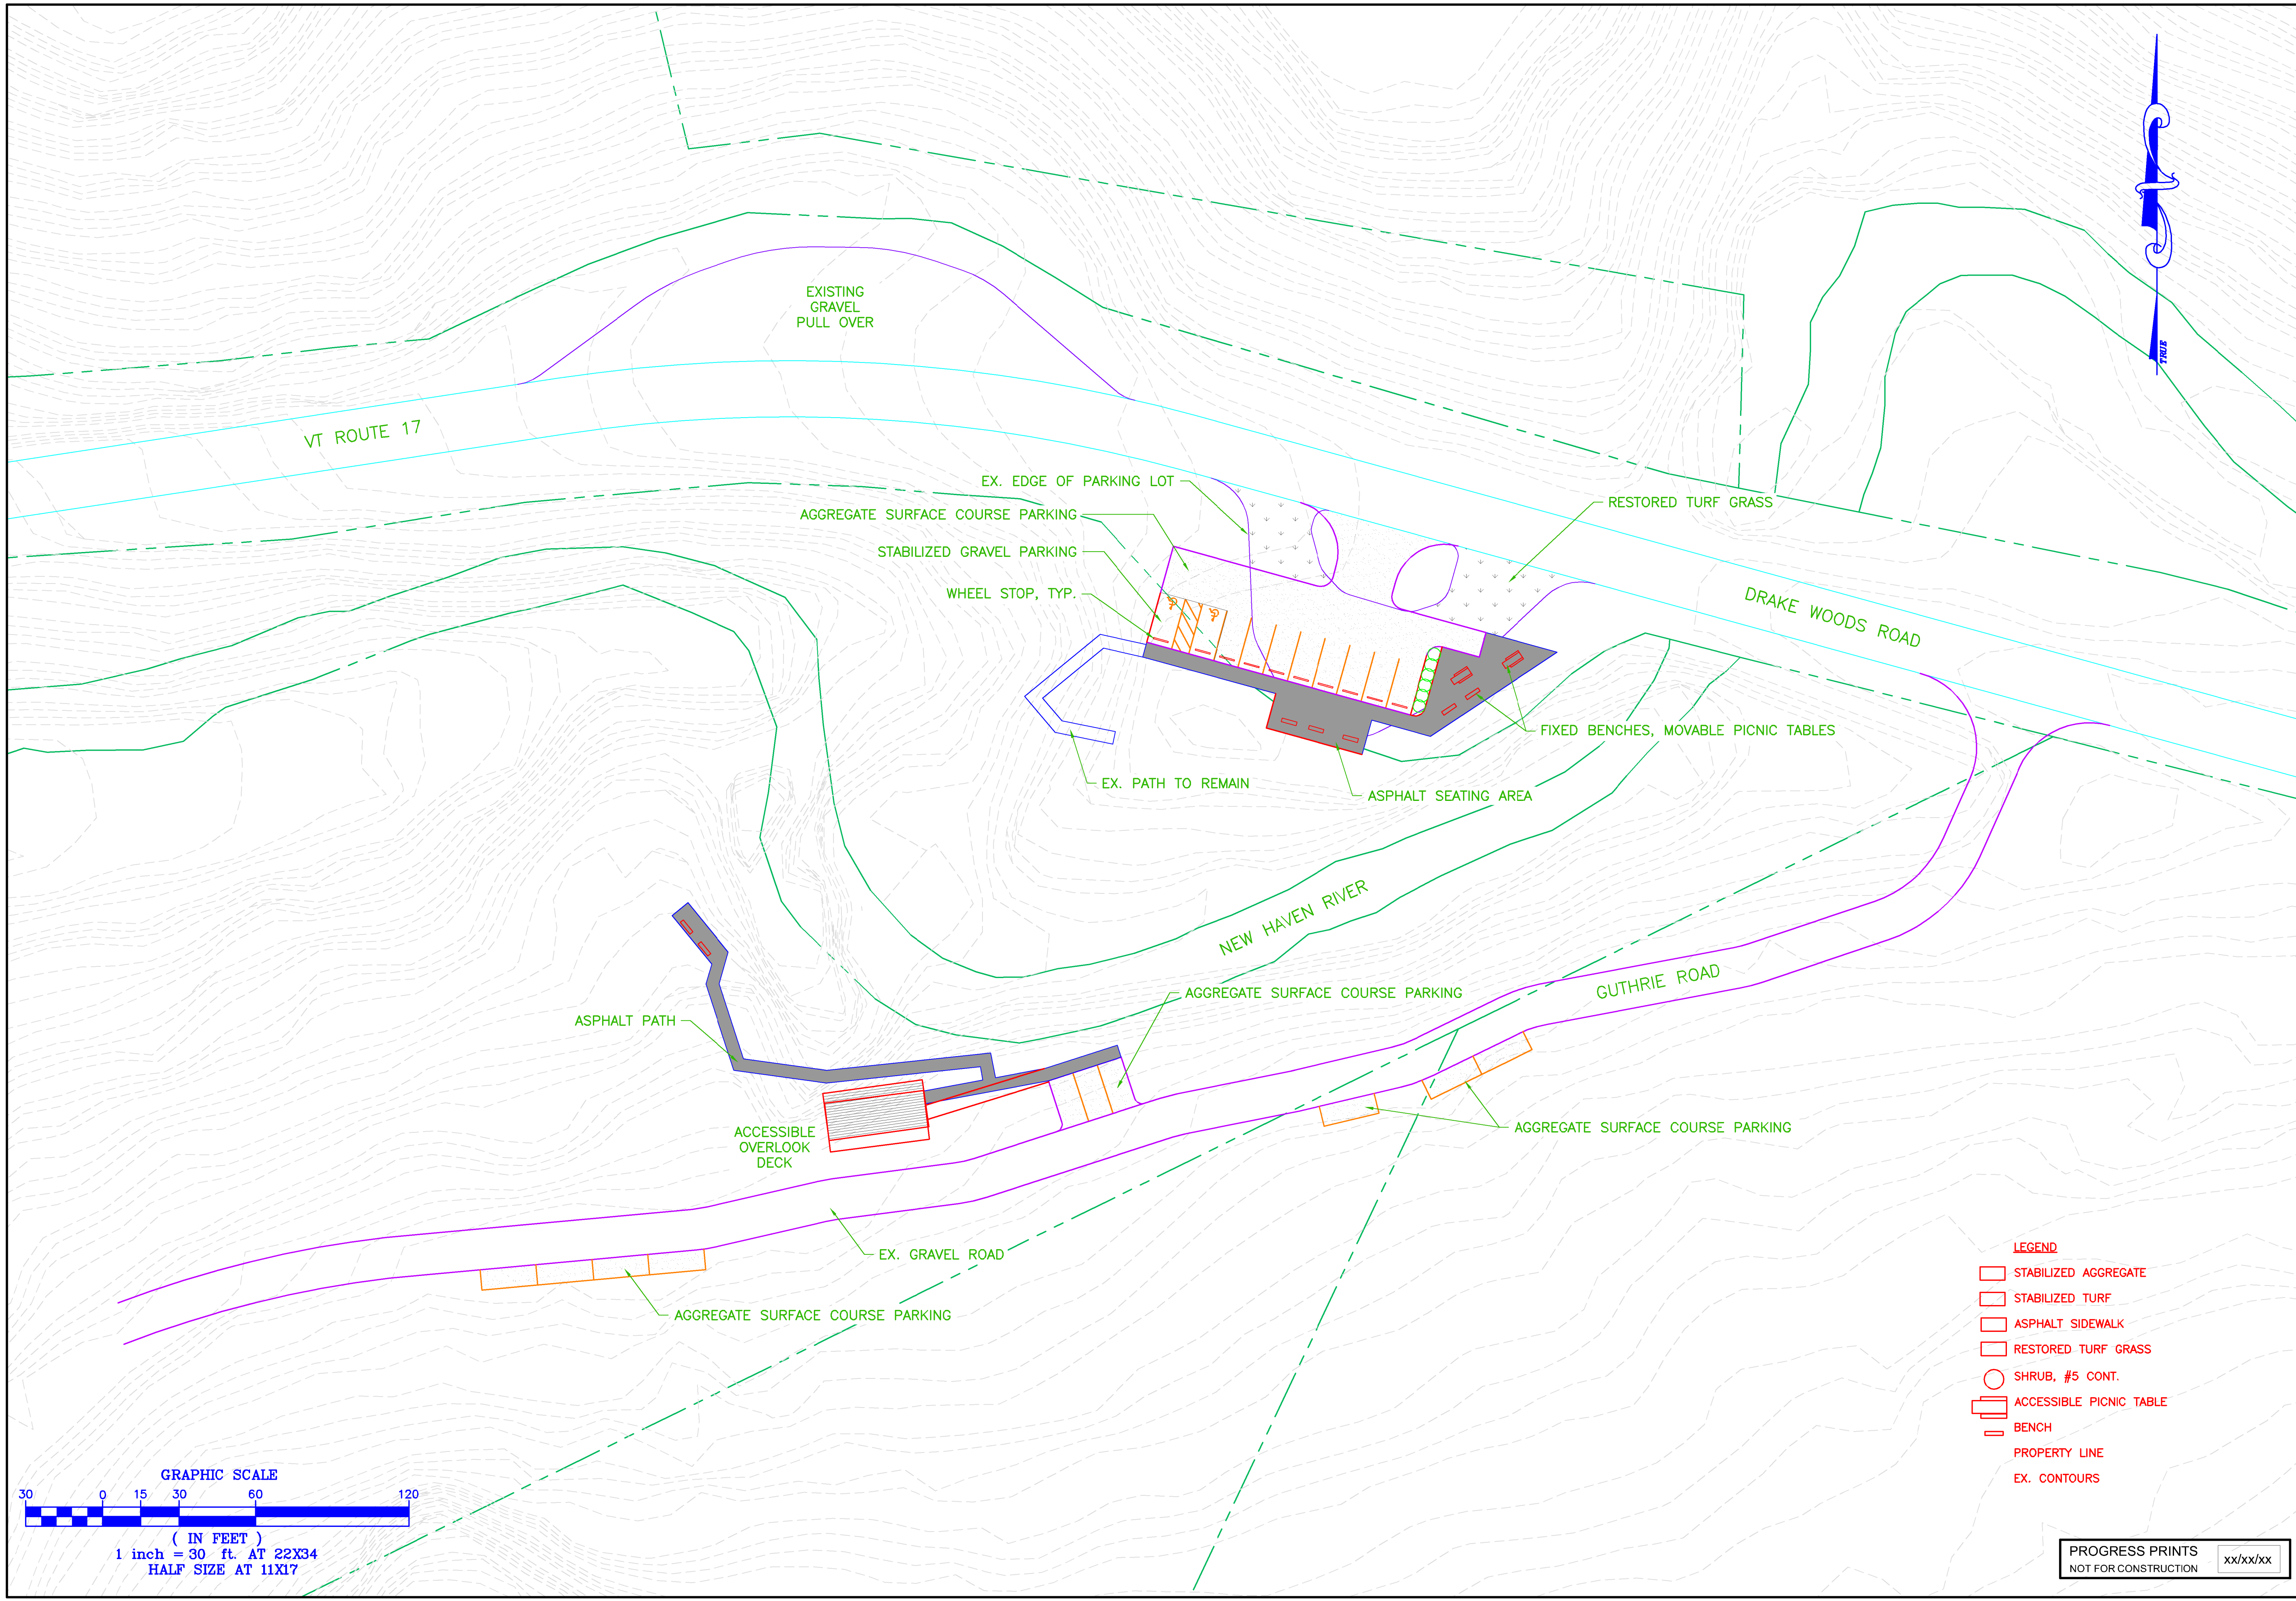 EXISTING
GRAVEL
PULL OVER
TRUE
VT ROUTE 17
EX. EDGE OF PARKING LOT
AGGREGATE SURFACE COURSE PARKING
STABILIZED GRAVEL PARKING
WHEEL STOP, TYP.
RESTORED TURF GRASS
DRAKE WOODS ROAD
FIXED BENCHES, MOVABLE PICNIC TABLES
EX. PATH TO REMAIN
ASPHALT SEATING AREA
NEW HAVEN RIVER
GUTHRIE ROAD
AGGREGATE SURFACE COURSE PARKING
ASPHALT PATH
ACCESSIBLE
OVERLOOK
DECK
AGGREGATE SURFACE COURSE PARKING
EX. GRAVEL ROAD
AGGREGATE SURFACE COURSE PARKING
LEGEND
STABILIZED AGGREGATE
STABILIZED TURF
ASPHALT SIDEWALK
RESTORED TURF GRASS
SHRUB, #5 CONT.
ACCESSIBLE PICNIC TABLE
BENCH
PROPERTY LINE
EX. CONTOURS
GRAPHIC SCALE
30 0 15 30 60 120
( IN FEET )
1 inch = 30 ft. AT 22X34
HALF SIZE AT 11X17
PROGRESS PRINTS
NOT FOR CONSTRUCTION
xx/xx/xx